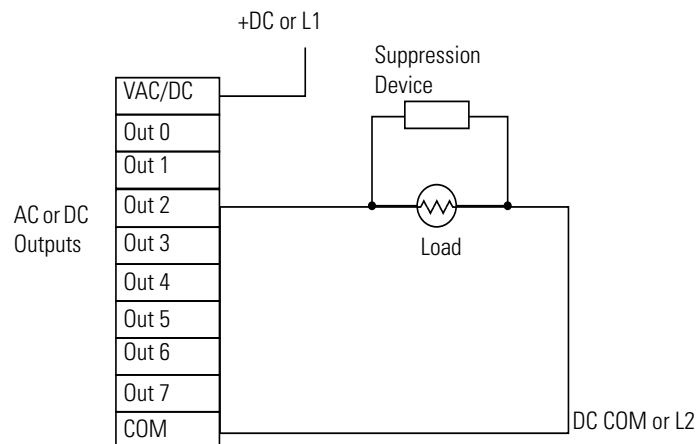 +DC or L1
Suppression
Device
VAC/DC
Out 0
Out 1
Out 2
Out 3
Out 4
Out 5
Out 6
Out 7
COM
AC or DC
Outputs
Load
DC COM or L2